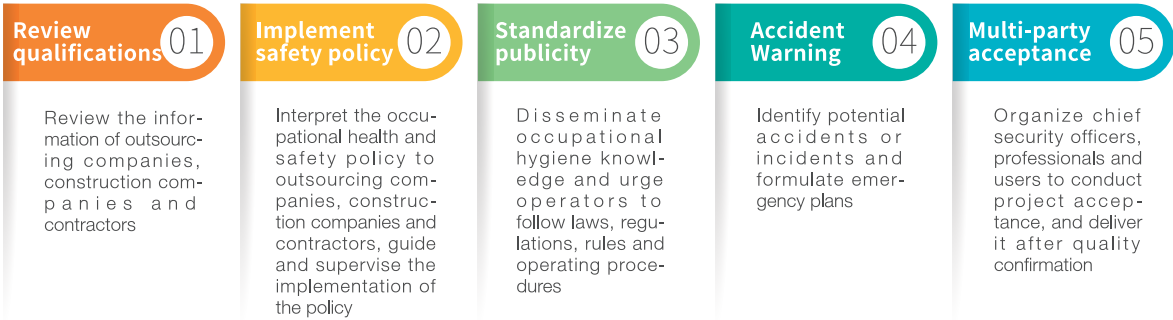 Review
qualifications
01
Review the infor-
mation of outsourc-
ing companies,
construction com-
panies and
contractors
Implement
safety policy
02
Interpret the occu-
pational health and
safety policy to
outsourcing com-
panies, construc-
tion companies and
contractors, guide
and supervise the
implementation of
the policy
Standardize
publicity
03
Disseminate
occupational
hygiene knowl-
edge and urge
operators to
follow laws, regu-
lations, rules and
operating proce-
dures
Accident
Warning
04
Identify potential
accidents or
incidents and
formulate emer-
gency plans
Multi-party
acceptance
05
Organize chief
security officers,
professionals and
users to conduct
project accep-
tance, and deliver
it after quality
confirmation